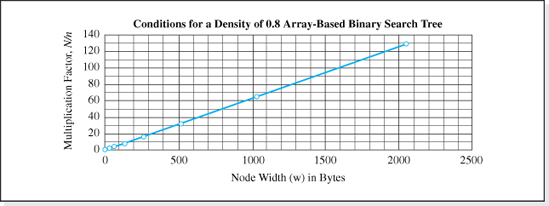 Conditions for a Density of 0.8 Array-Based Binary Search Tree
Multiplication Factor, N/n
140
120
100
80
60
40
20
0
0 500 1000 1500 2000 2500
Node Width (w) in Bytes